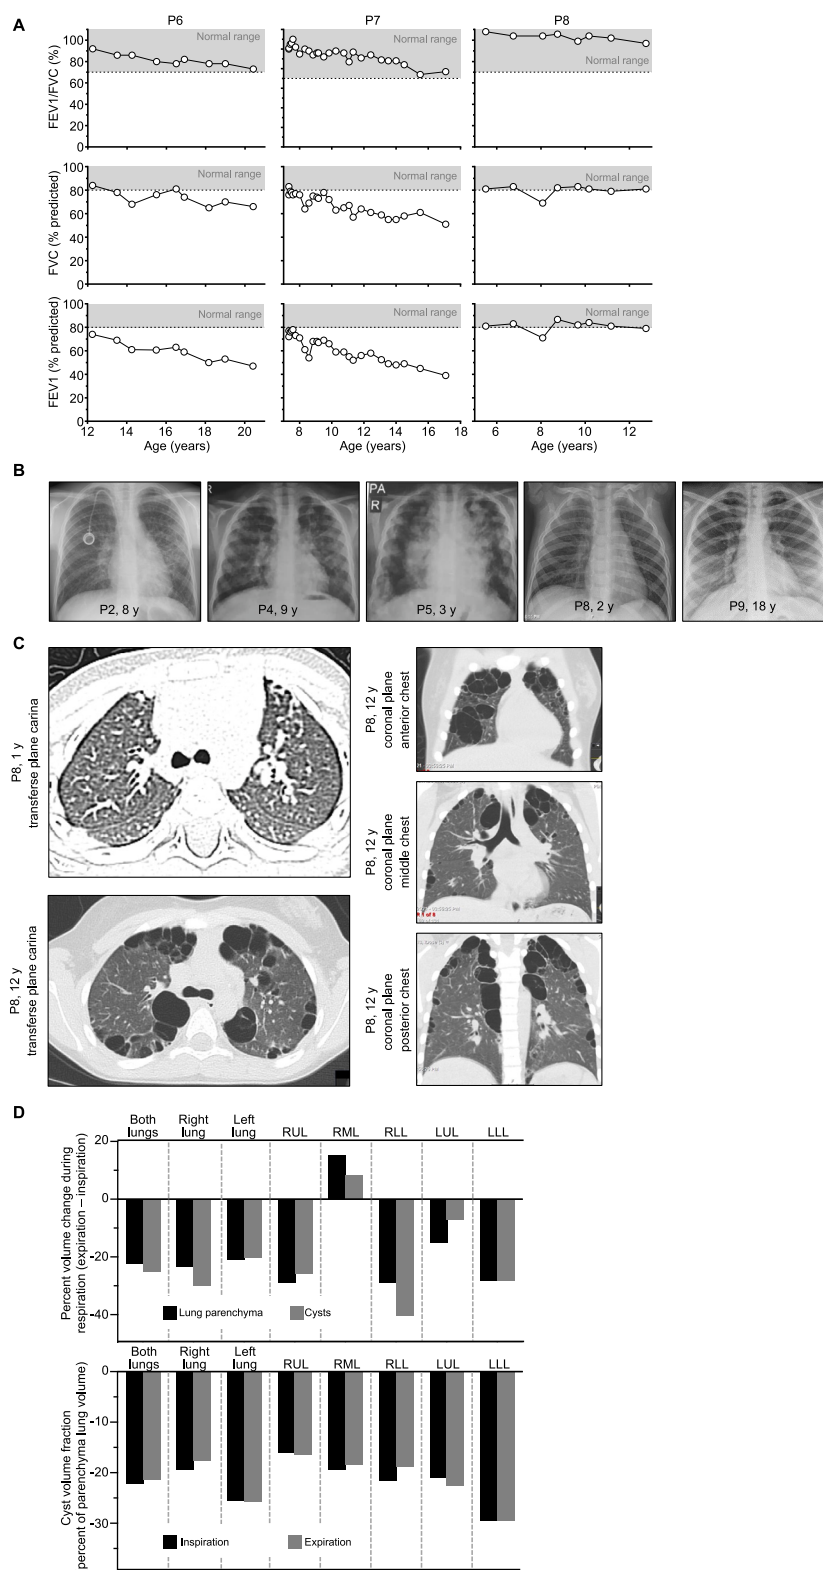 A
P6
P7
P8
FEV1/FVC (%)
100
80
60
40
20
0
Normal range
Normal range
Normal range
FVC (% predicted)
100
80
60
40
20
0
Normal range
Normal range
Normal range
FEV1 (% predicted)
100
80
60
40
20
0
Normal range
Normal range
Normal range
12 14 16 18 20
8 10 12 14 16 18
6 8 10 12
Age (years)
Age (years)
Age (years)
B
R
PA
R
P2, 8 y
P4, 9 y
P5, 3 y
P8, 2 y
P9, 18 y
C
P8, 1 y
transferse plane carina
P8, 12 y
coronal plane
anterior chest
P8, 12 y
coronal plane
middle chest
P8, 12 y
transferse plane carina
P8, 12 y
coronal plane
posterior chest
D
Both lungs
Right lung
Left lung
RUL
RML
RLL
LUL
LLL
Percent volume change during
respiration (expiration – inspiration)
20
0
-20
-40
Lung parenchyma
Cysts
Both lungs
Right lung
Left lung
RUL
RML
RLL
LUL
LLL
Cyst volume fraction
percent of parenchyma lung volume)
0
-10
-20
-30
Inspiration
Expiration